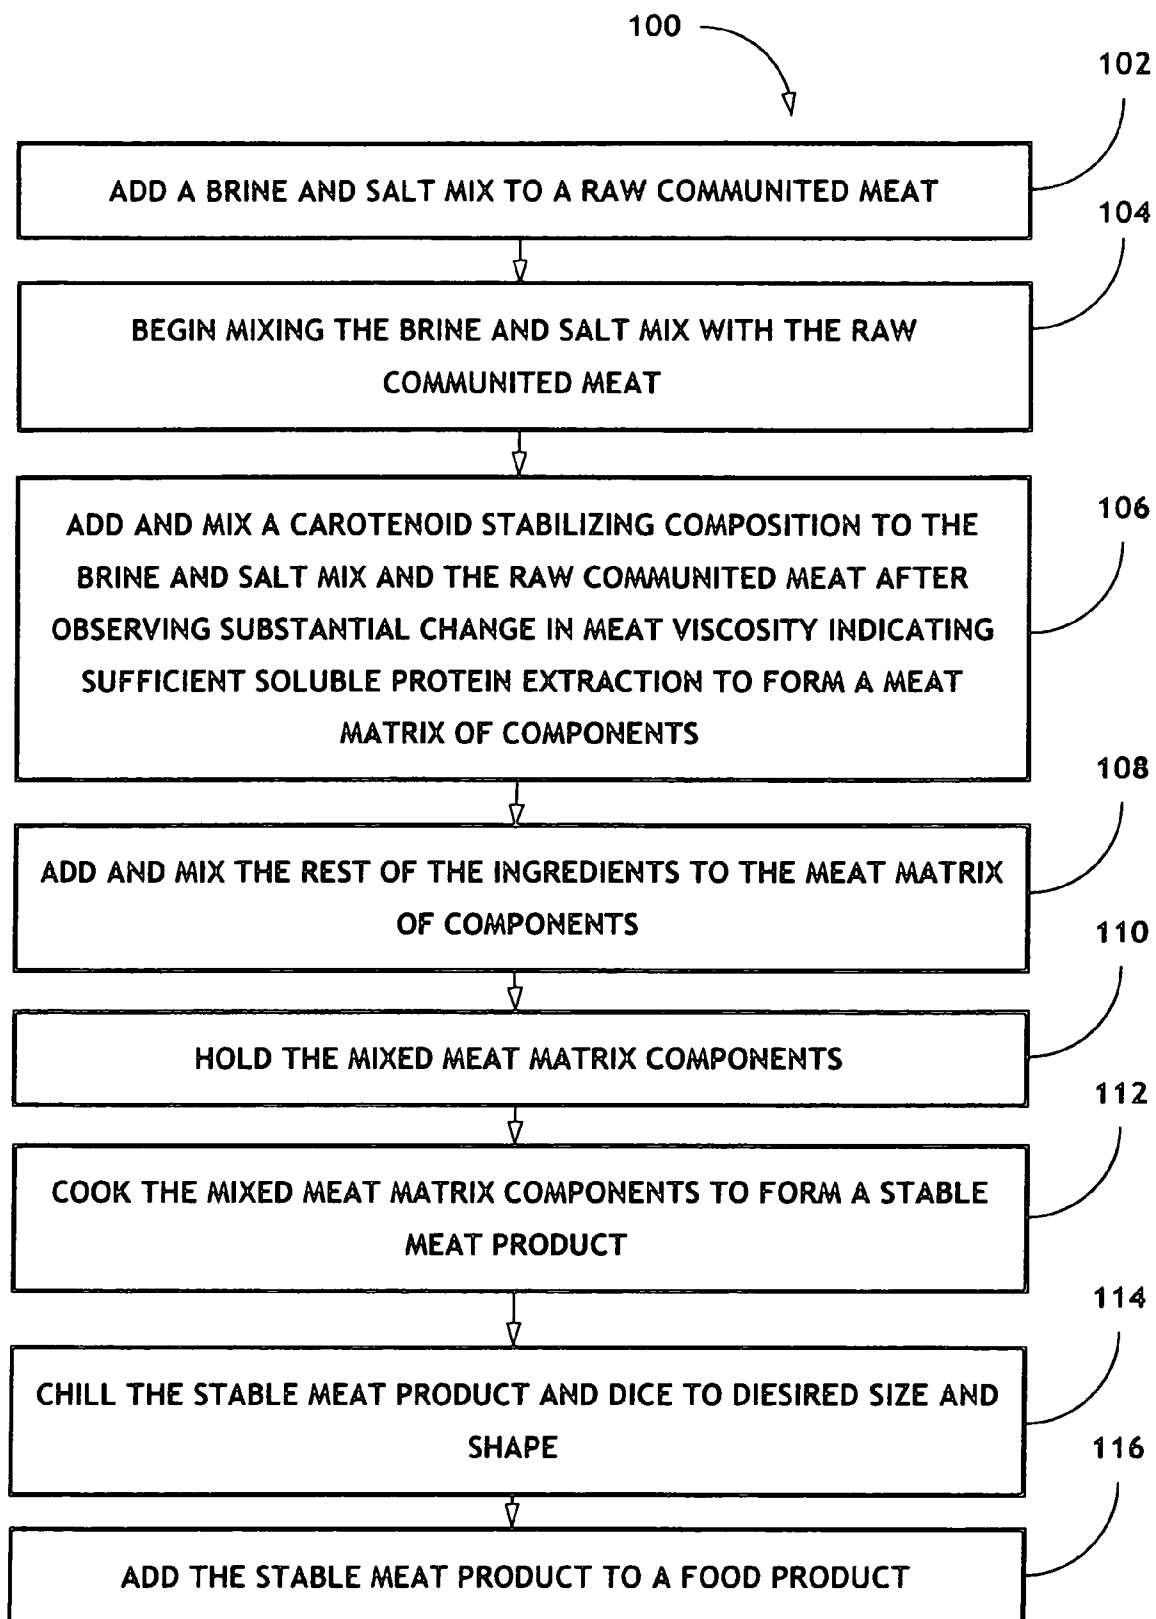 100
102
ADD A BRINE AND SALT MIX TO A RAW COMMUNITED MEAT
104
BEGIN MIXING THE BRINE AND SALT MIX WITH THE RAW
COMMUNITED MEAT
106
ADD AND MIX A CAROTENOID STABILIZING COMPOSITION TO THE
BRINE AND SALT MIX AND THE RAW COMMUNITED MEAT AFTER
OBSERVING SUBSTANTIAL CHANGE IN MEAT VISCOSITY INDICATING
SUFFICIENT SOLUBLE PROTEIN EXTRACTION TO FORM A MEAT
MATRIX OF COMPONENTS
108
ADD AND MIX THE REST OF THE INGREDIENTS TO THE MEAT MATRIX
OF COMPONENTS
110
HOLD THE MIXED MEAT MATRIX COMPONENTS
112
COOK THE MIXED MEAT MATRIX COMPONENTS TO FORM A STABLE
MEAT PRODUCT
114
CHILL THE STABLE MEAT PRODUCT AND DICE TO DIESIRED SIZE AND
SHAPE
116
ADD THE STABLE MEAT PRODUCT TO A FOOD PRODUCT